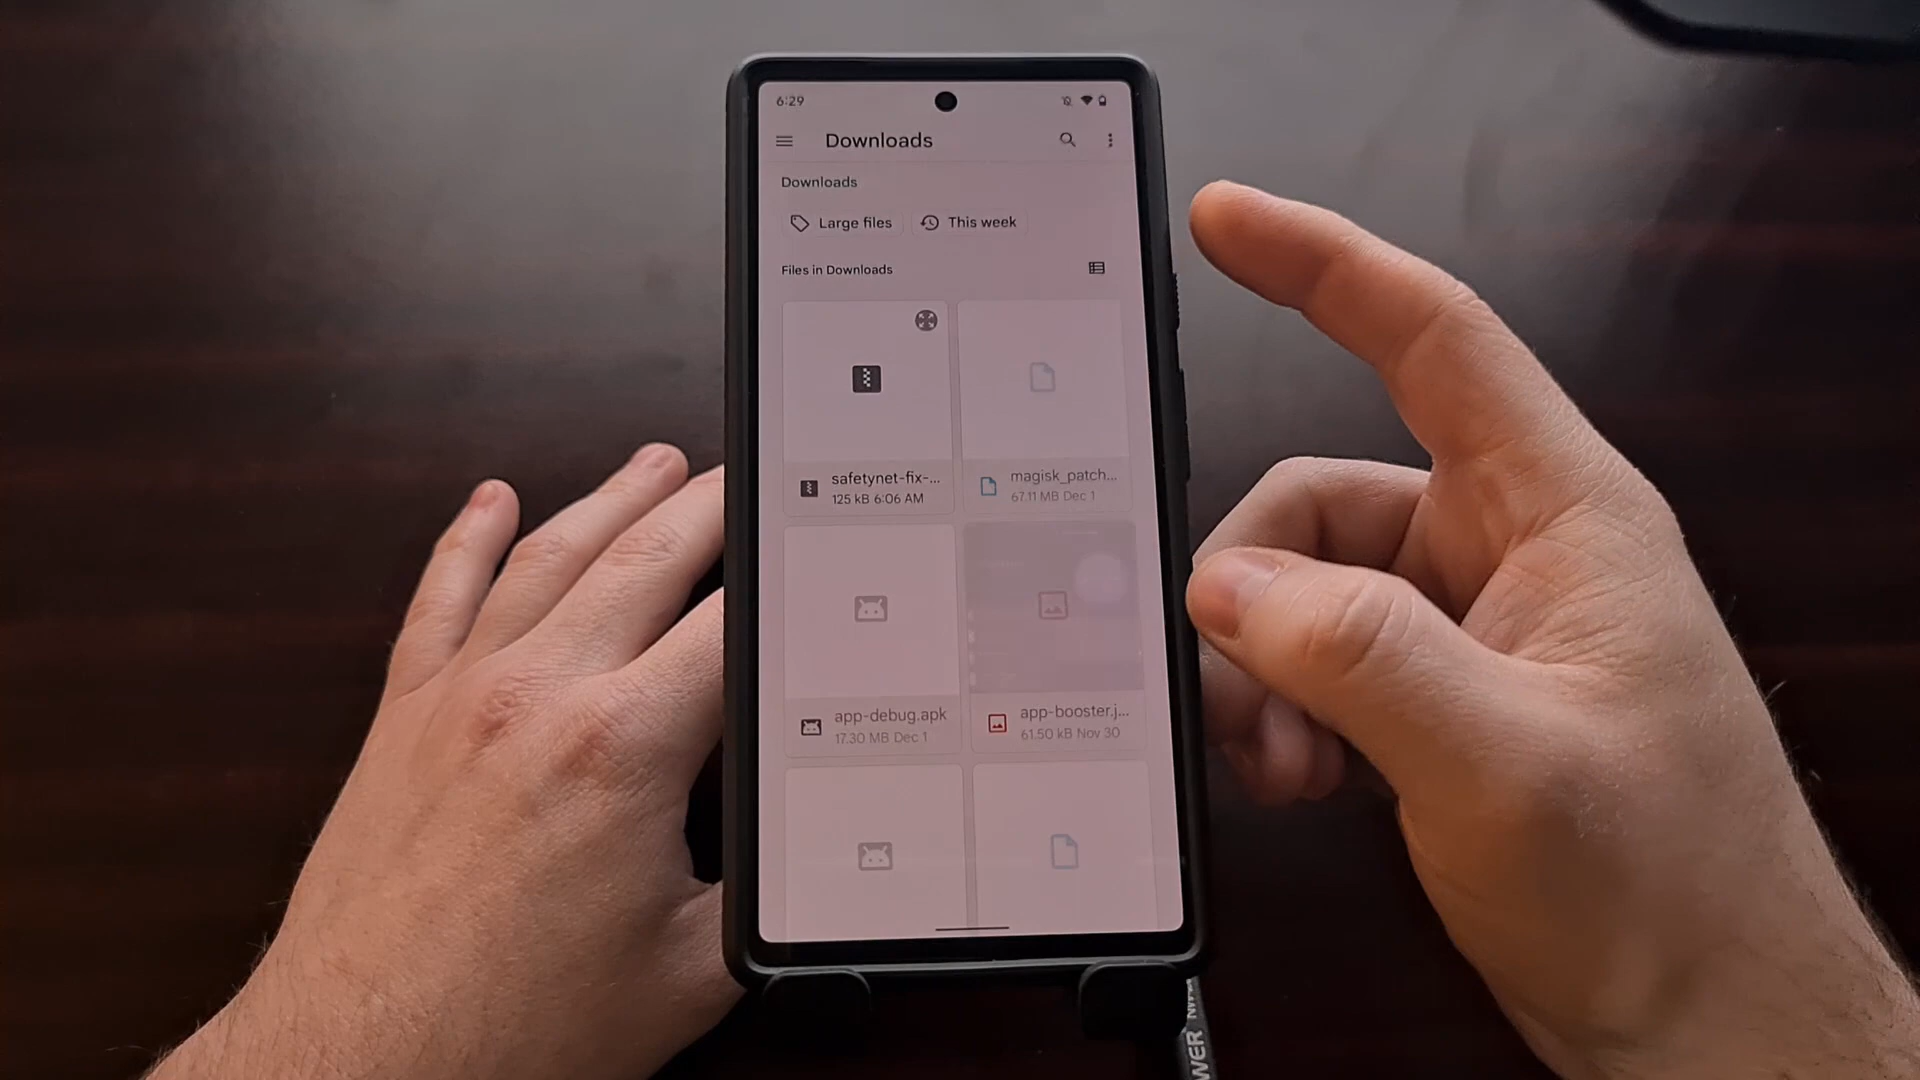 6:29
Downloads
Downloads
Large files
This week
Files in Downloads
safetynet-fix-...
125 kB 6:06 AM
magisk_patch...
67.11 MB Dec 1
app-debug.apk
17.30 MB Dec 1
app-booster.j...
61.50 kB Nov 30